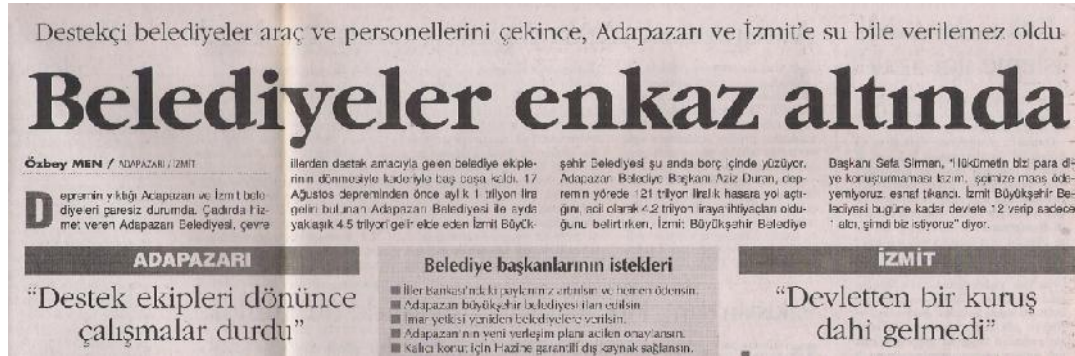 Destekçi belediyeler araç ve personellerini çekince, Adapazarı ve İzmit'e su bile verilemez oldu
Belediyeler enkaz altında
Özbey MEN / ADAPAZARI / İZMİT
Depremin yıktığı Adapazarı ve İzmit bele-
diyeleri çaresiz durumda. Çadırda hiz-
met veren Adapazarı Belediyesi, çevre
illerden destek amacıyla gelen belediye ekiple-
rinin dönmesiyle kaderiyle baş başa kaldı. 17
Ağustos depreminden önce aylık 1 trilyon lira
geliri bulunan Adapazarı Belediyesi ile ayda
yaklaşık 4.5 trilyon gelir elde eden İzmit Büyük-
şehir Belediyesi şu anda borç içinde yüzüyor.
Adapazarı Belediye Başkanı Aziz Duran, dep-
remin yörede 121 trilyon liralık hasara yol açtı-
ğını, acil olarak 4.2 trilyon liraya ihtiyaçları oldu-
ğunu belirtirken, İzmit Büyükşehir Belediye
Başkanı Sefa Sirmen, "Hükümetin bizi para di-
ye konuşturmaması lazım. İşçimize maaş öde-
yemiyoruz. esnaf tıkandı. İzmit Büyükşehir Be-
lediyesi bugüne kadar devlete 12 verip sadece
1 aldı, şimdi biz istiyoruz" diyor.
ADAPAZARI
"Destek ekipleri dönünce
çalışmalar durdu"
Belediye başkanlarının istekleri
■ İller Bankası'ndaki paylarımız artırılsın ve hemen ödensin.
■ Adapazarı büyükşehir belediyesi ilan edilsin.
■ İmar yetkisi yeniden belediyelere verilsin.
■ Adapazarı'nın yeni yerleşim planı acilen onaylansın.
■ Kalıcı konut için Hazine garantili dış kaynak sağlansın.
İZMİT
"Devletten bir kuruş
dahi gelmedi"